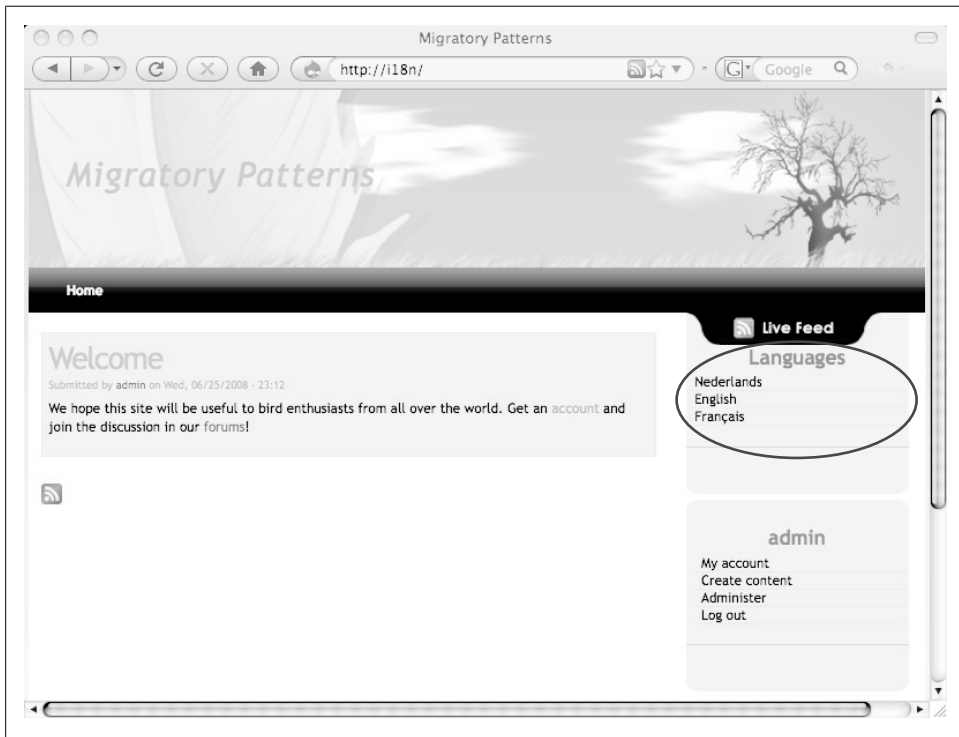 Migratory Patterns
http://i18n/
G Google
Migratory Patterns
Home
Live Feed
Welcome
Submitted by admin on Wed, 06/25/2008 - 23:12
We hope this site will be useful to bird enthusiasts from all over the world. Get an account and
join the discussion in our forums!
Languages
Nederlands
English
Français
admin
My account
Create content
Administer
Log out